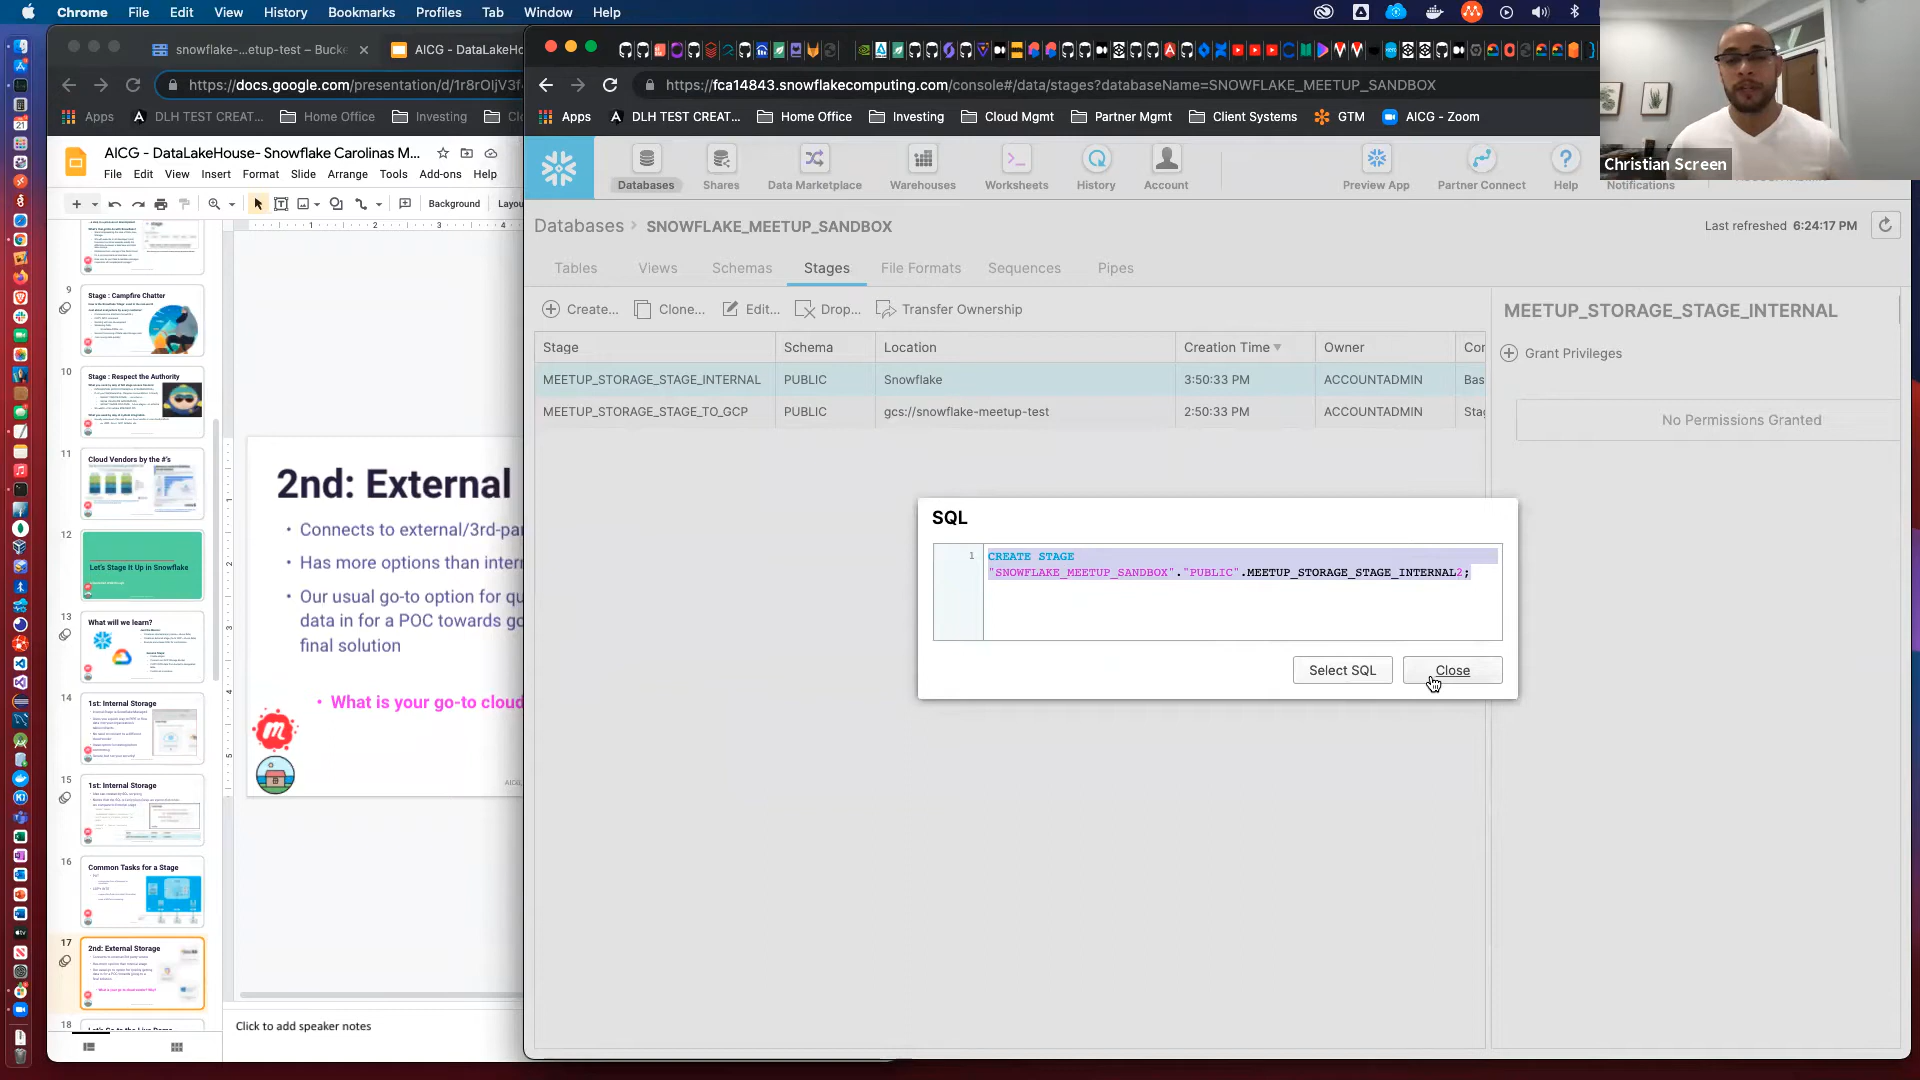 Chrome File Edit View History Bookmarks Profiles Tab Window Help
snowflake-...etup-test – Bucke
AICG - DataLakeHo
https://docs.google.com/presentation/d/1r8rOljV3f
Apps DLH TEST CREAT... Home Office Investing
AICG - DataLakeHouse- Snowflake Carolinas M...
File Edit View Insert Format Slide Arrange Tools Add-ons Help
Background Layou
9
Stage : Campfire Chatter
10
Stage : Respect the Authority
11
Cloud Vendors by the #'s
12
Let's Stage It Up in Snowflake
13
What will we learn?
14
1st: Internal Storage
15
1st: Internal Storage
16
Common Tasks for a Stage
17
2nd: External Storage
18
2nd: External
• Connects to external/3rd-par
• Has more options than inter
• Our usual go-to option for qu
data in for a POC towards go
final solution
• What is your go-to cloud
Click to add speaker notes
https://fca14843.snowflakecomputing.com/console#/data/stages?databaseName=SNOWFLAKE_MEETUP_SANDBOX
Apps DLH TEST CREAT... Home Office Investing Cloud Mgmt Partner Mgmt Client Systems GTM AICG - Zoom
Databases Shares Data Marketplace Warehouses Worksheets History Account Preview App Partner Connect Help Notifications
Christian Screen
Databases > SNOWFLAKE_MEETUP_SANDBOX
Last refreshed 6:24:17 PM
Tables Views Schemas Stages File Formats Sequences Pipes
Create... Clone... Edit... Drop... Transfer Ownership
Stage Schema Location Creation Time Owner Cor
MEETUP_STORAGE_STAGE_INTERNAL PUBLIC Snowflake 3:50:33 PM ACCOUNTADMIN Bas
MEETUP_STORAGE_STAGE_TO_GCP PUBLIC gcs://snowflake-meetup-test 2:50:33 PM ACCOUNTADMIN Stag
MEETUP_STORAGE_STAGE_INTERNAL
Grant Privileges
No Permissions Granted
SQL
1 CREATE STAGE
"SNOWFLAKE_MEETUP_SANDBOX"."PUBLIC".MEETUP_STORAGE_STAGE_INTERNAL2;
Select SQL Close